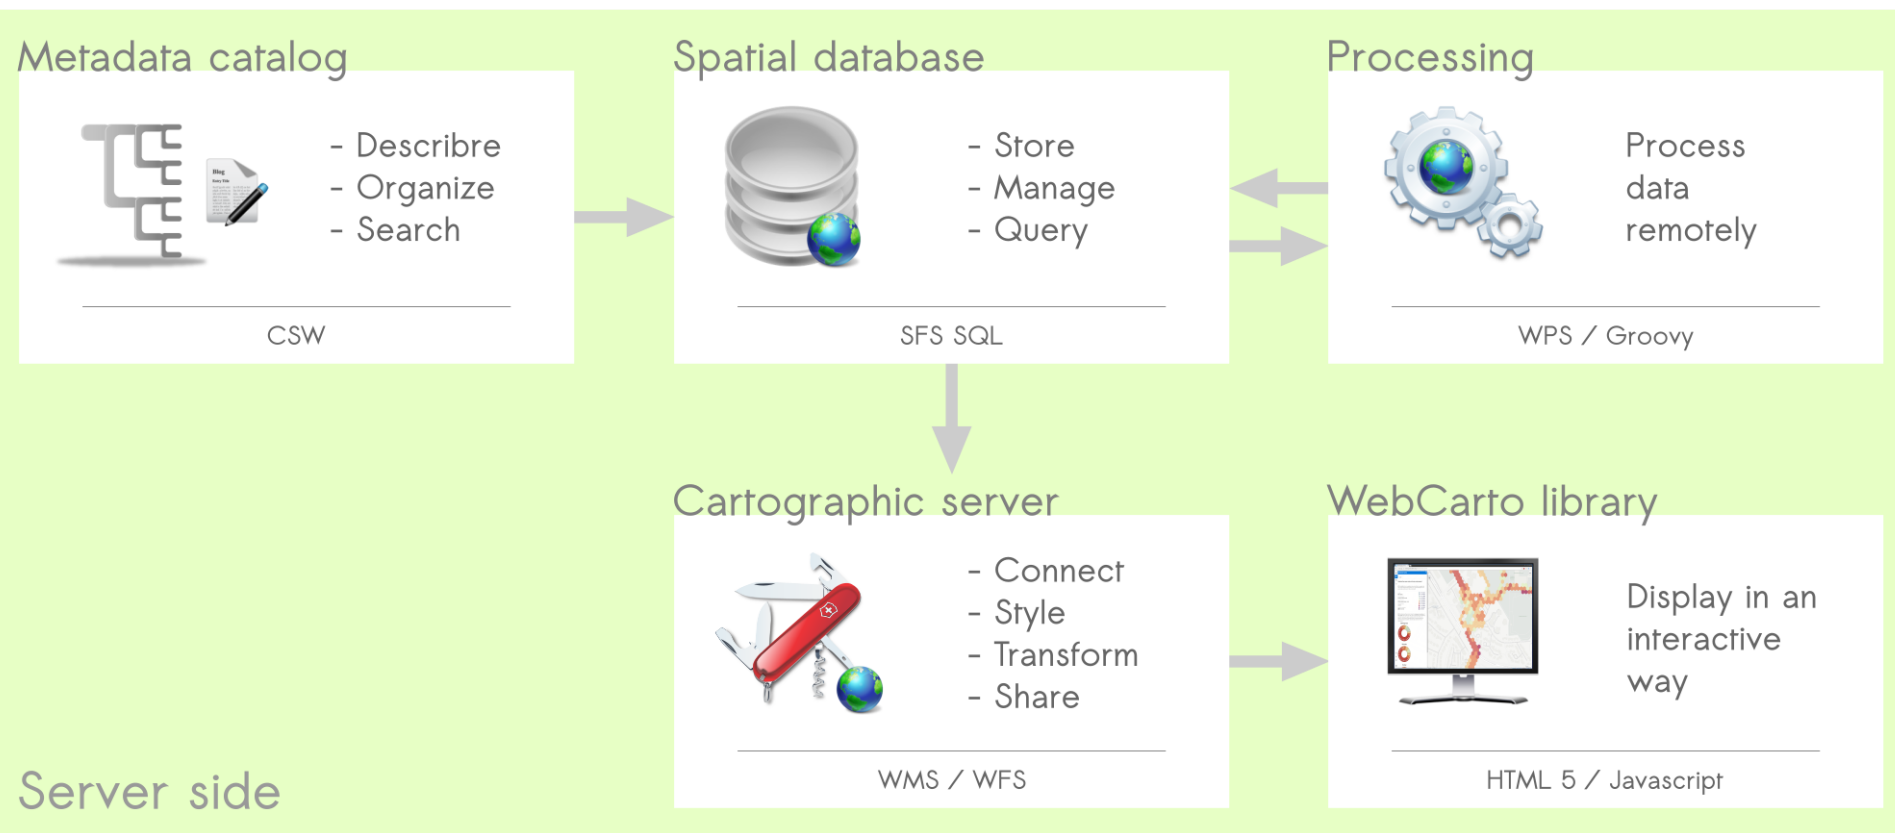 Metadata catalog
- Describre
- Organize
- Search
CSW
Spatial database
- Store
- Manage
- Query
SFS SQL
Processing
Process
data
remotely
WPS / Groovy
Cartographic server
- Connect
- Style
- Transform
- Share
WMS / WFS
WebCarto library
Display in an
interactive
way
HTML 5 / Javascript
Server side
Blog